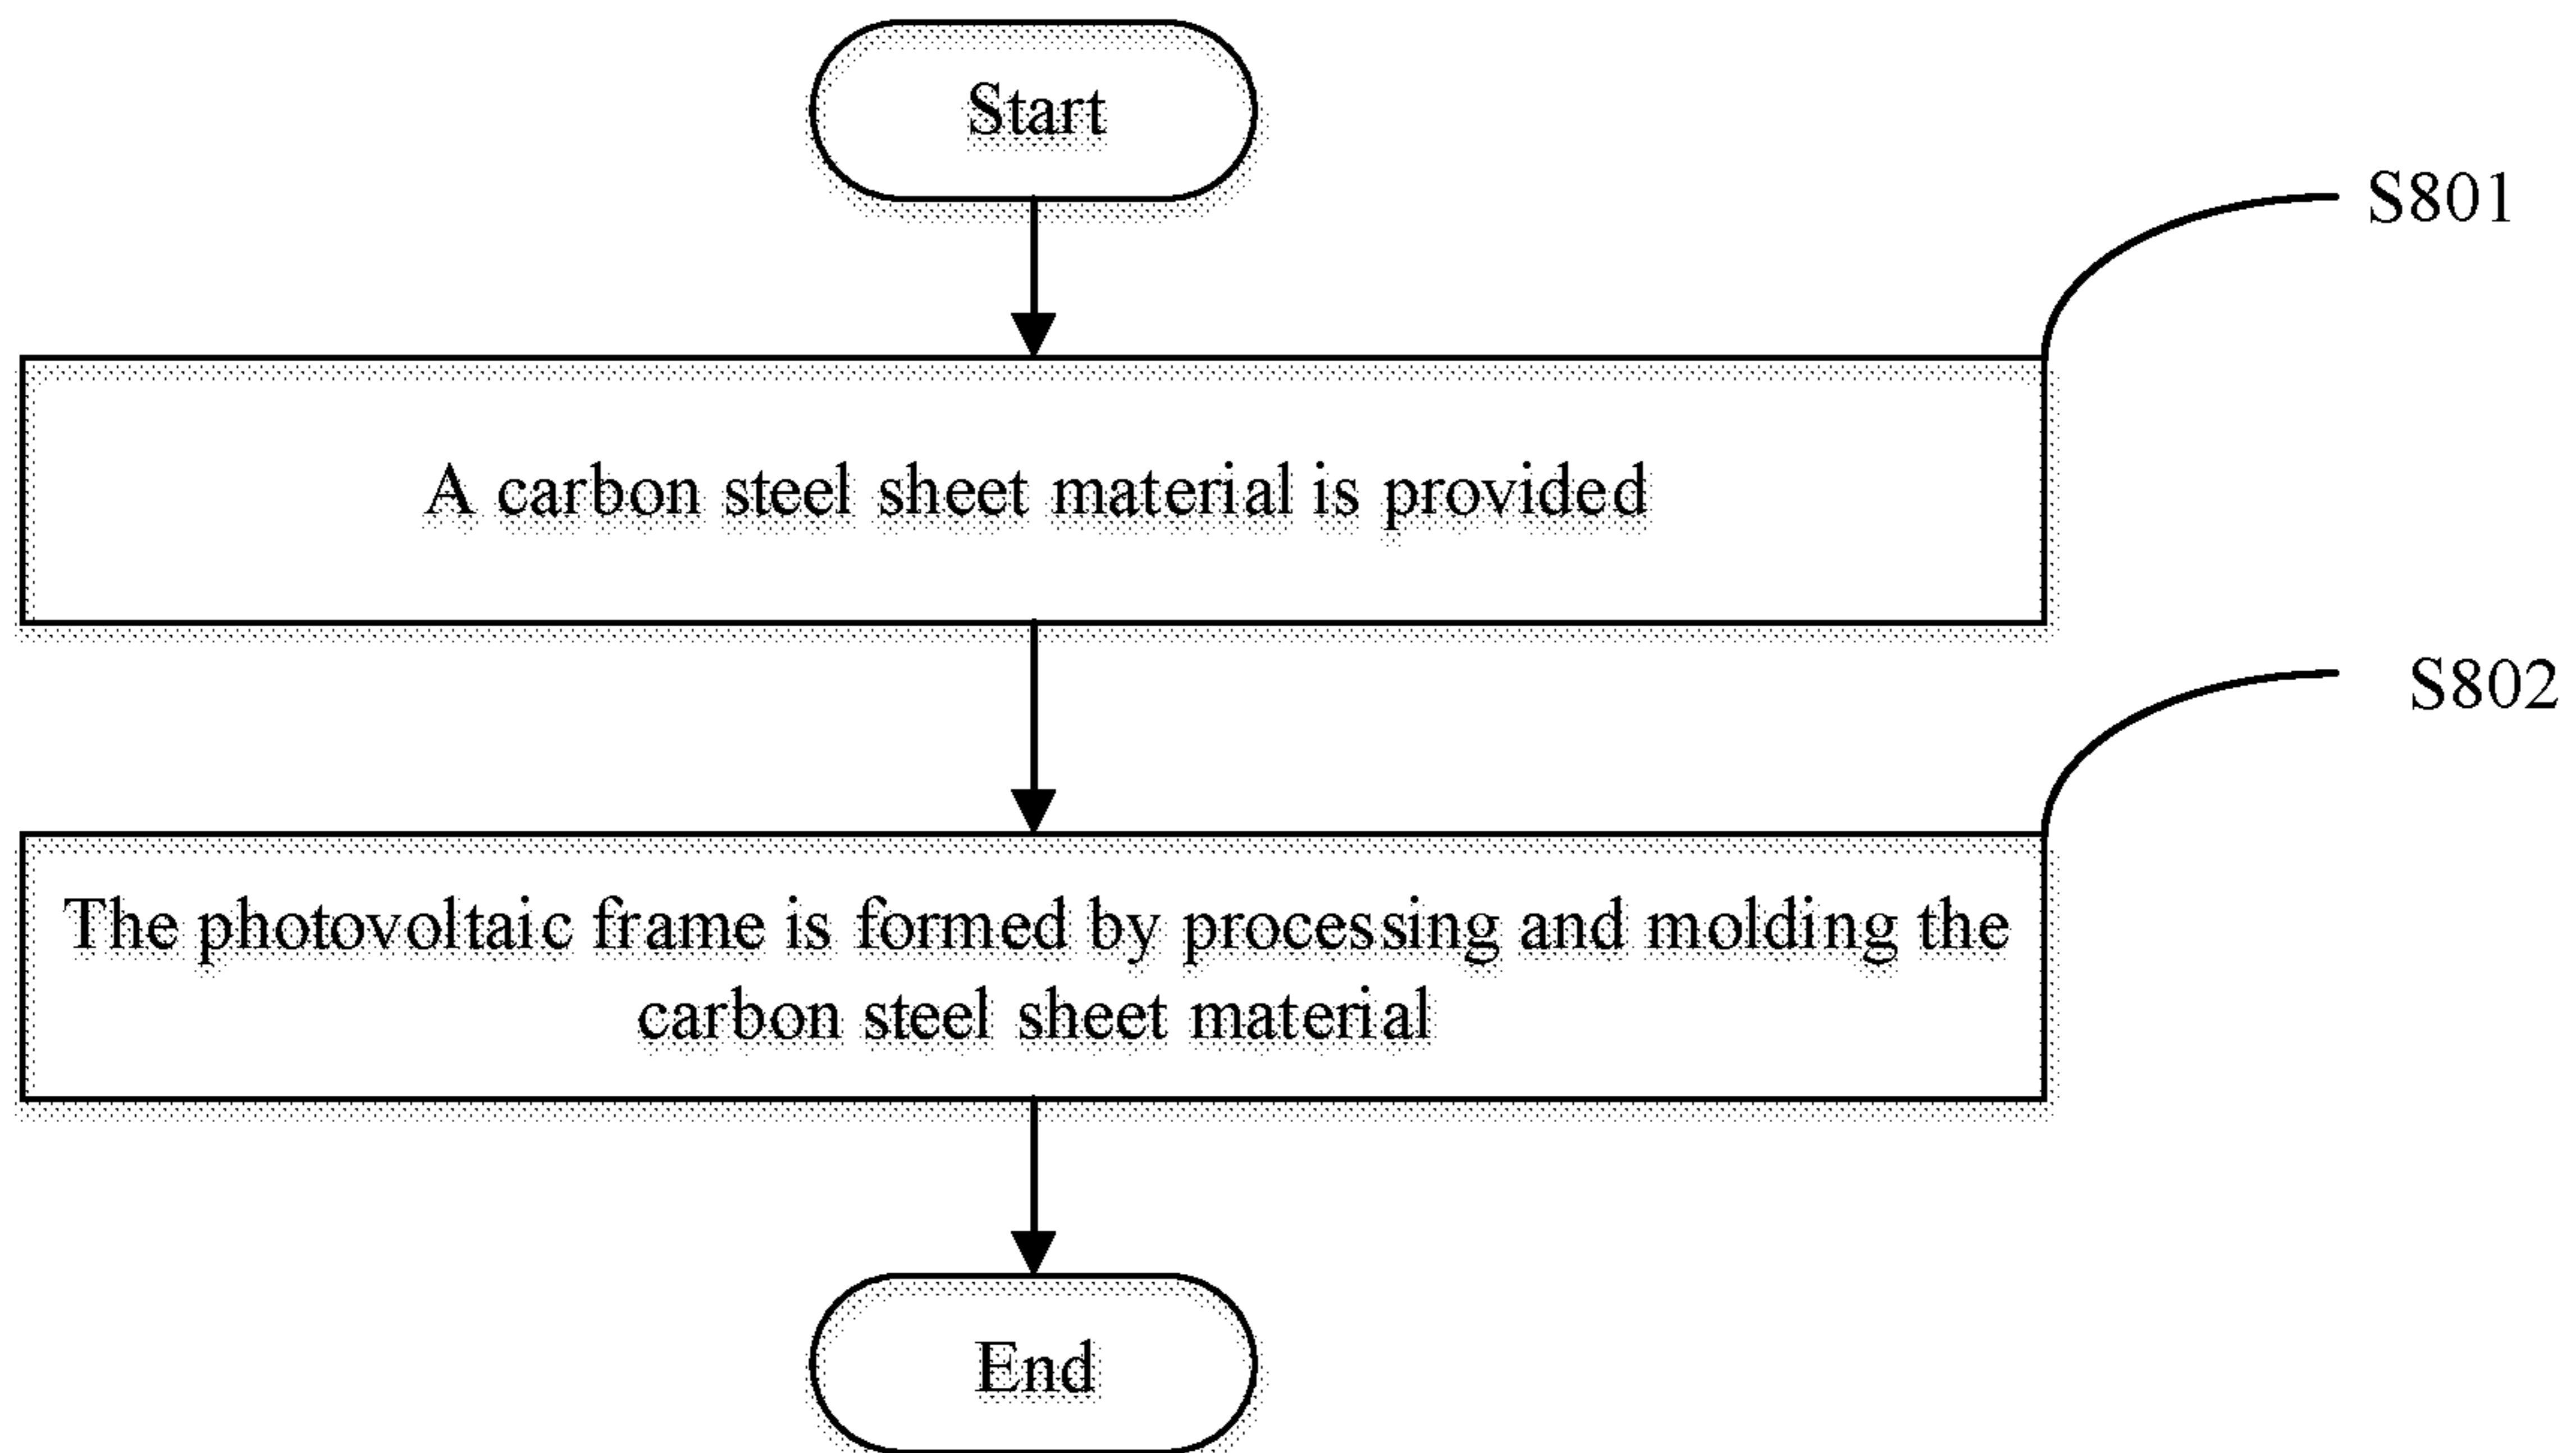 Start
S801
A carbon steel sheet material is provided
S802
The photovoltaic frame is formed by processing and molding the
carbon steel sheet material
End